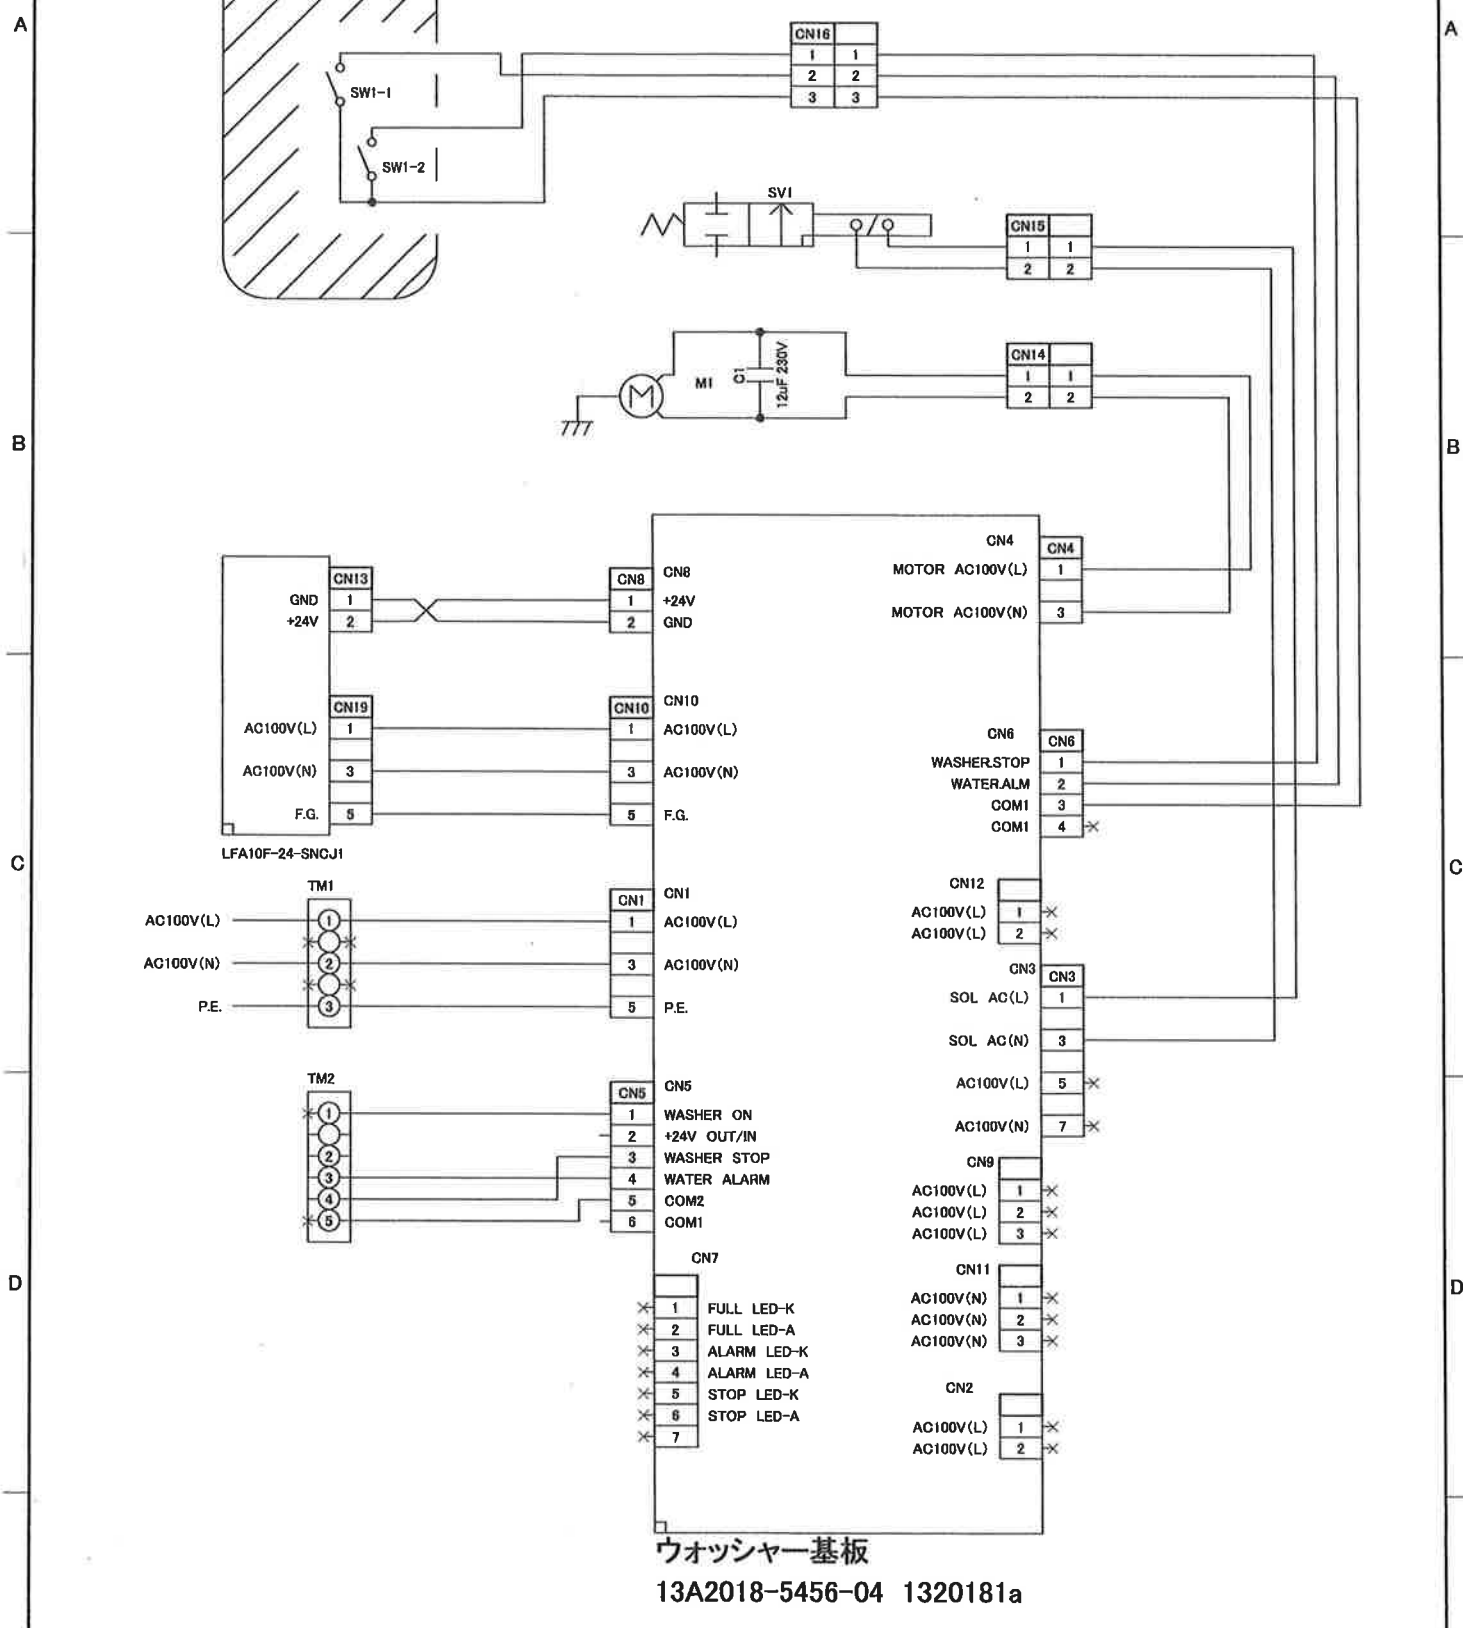 A
A
CN16
1 1
2 2
3 3
SW1-1
SW1-2
SV1
CN15
1 1
2 2
CN14
1 1
2 2
M
M1
C1
12uF 230V
B
B
CN13
GND 1
+24V 2
CN8 CN8
1 +24V
2 GND
CN4 CN4
MOTOR AC100V(L) 1
MOTOR AC100V(N) 3
CN19
AC100V(L) 1
AC100V(N) 3
F.G. 5
LFA10F-24-SNCJ1
CN10 CN10
1 AC100V(L)
3 AC100V(N)
5 F.G.
CN6 CN6
WASHER.STOP 1
WATER.ALM 2
COM1 3
COM1 4
C
C
TM1
AC100V(L) 1
AC100V(N) 2
P.E. 3
CN1 CN1
1 AC100V(L)
3 AC100V(N)
5 P.E.
CN12
AC100V(L) 1
AC100V(L) 2
CN3 CN3
SOL AC(L) 1
SOL AC(N) 3
AC100V(L) 5
AC100V(N) 7
TM2
1
2
3
4
5
CN5 CN5
1 WASHER ON
2 +24V OUT/IN
3 WASHER STOP
4 WATER ALARM
5 COM2
6 COM1
CN9
AC100V(L) 1
AC100V(L) 2
AC100V(L) 3
D
D
CN7
1 FULL LED-K
2 FULL LED-A
3 ALARM LED-K
4 ALARM LED-A
5 STOP LED-K
6 STOP LED-A
7
CN11
AC100V(N) 1
AC100V(N) 2
AC100V(N) 3
CN2
AC100V(L) 1
AC100V(L) 2
ウォッシャー基板
13A2018-5456-04 1320181a